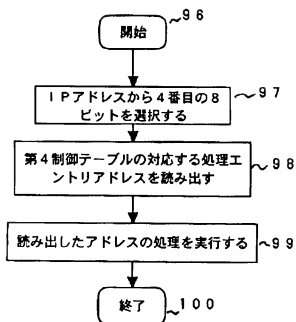 開始
96
IPアドレスから4番目の8
ビットを選択する
97
第4制御テーブルの対応する処理エ
ントリアドレスを読み出す
98
読み出したアドレスの処理を実行する
99
終了
100